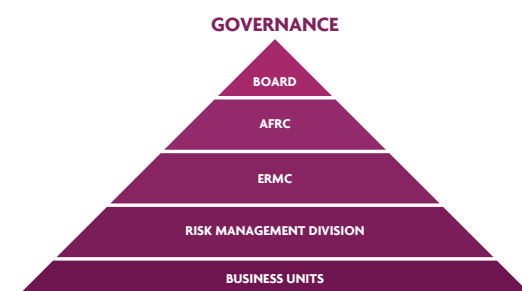 GOVERNANCE
BOARD
AFRC
ERMC
RISK MANAGEMENT DIVISION
BUSINESS UNITS